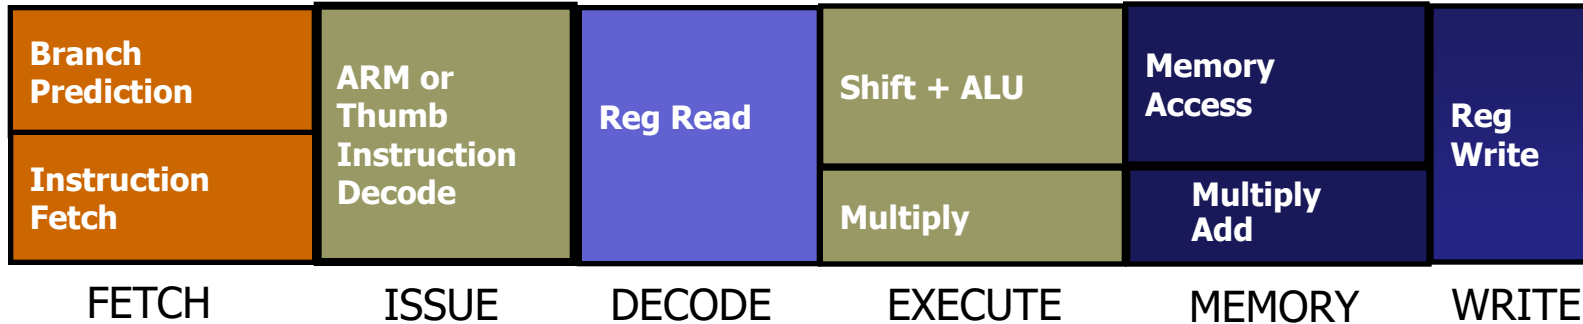 Branch
Prediction
Instruction
Fetch
ARM or
Thumb
Instruction
Decode
Reg Read
Shift + ALU
Multiply
Memory
Access
Multiply
Add
Reg
Write
FETCH
ISSUE
DECODE
EXECUTE
MEMORY
WRITE